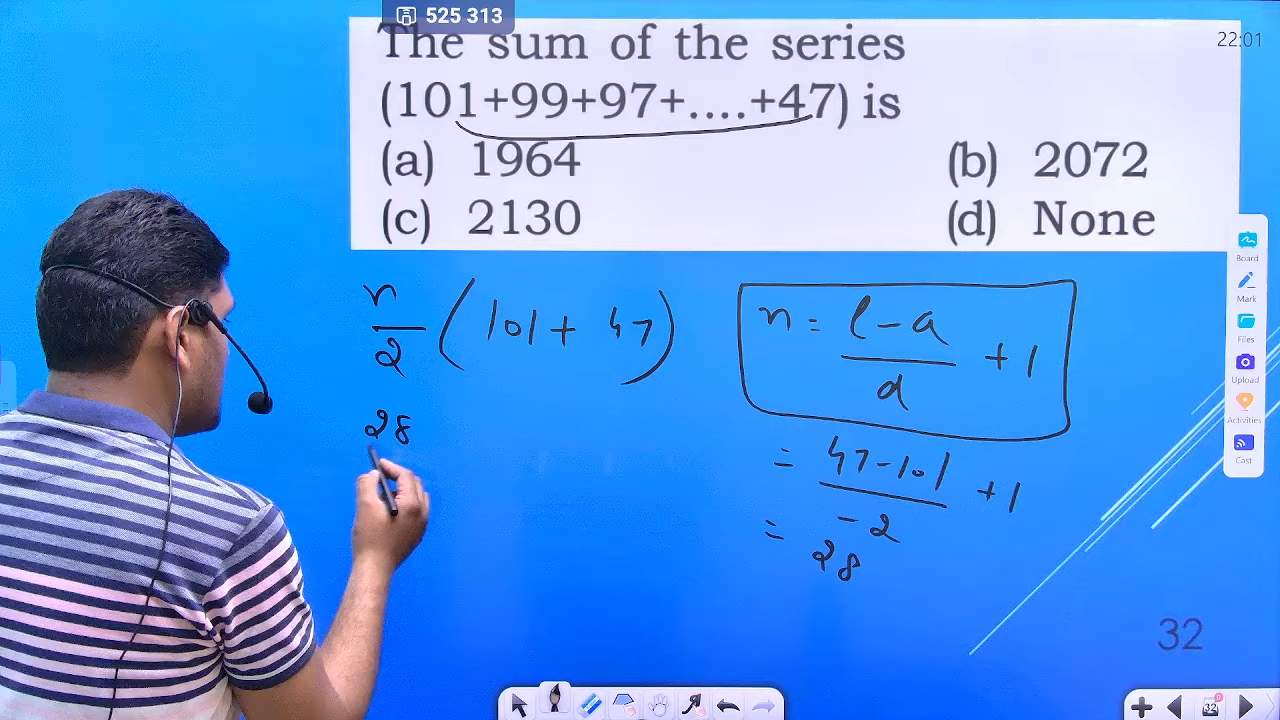 525 313
22:01
The sum of the series
(101+99+97+....+47) is
(a) 1964 (b) 2072
(c) 2130 (d) None
n/2 (101 + 47)
n = l-a/d + 1
28
= 47-101/-2 + 1
= 28
Board
Mark
Files
Upload
Activities
Cast
32
32